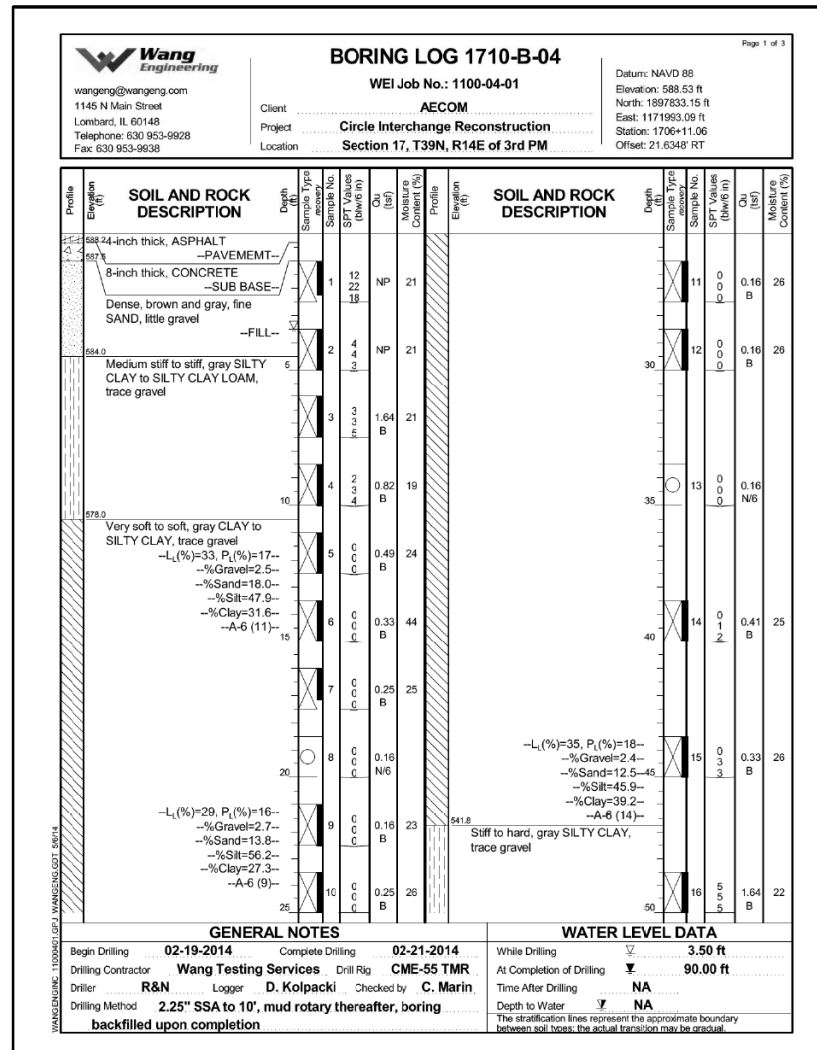 Page 1 of 3
Wang
Engineering
wangeng@wangeng.com
1145 N Main Street
Lombard, IL 60148
Telephone: 630 953-9928
Fax: 630 953-9938
BORING LOG 1710-B-04
WEI Job No.: 1100-04-01
Client AECOM
Project Circle Interchange Reconstruction
Location Section 17, T39N, R14E of 3rd PM
Datum: NAVD 88
Elevation: 588.53 ft
North: 1897833.15 ft
East: 1171993.09 ft
Station: 1706+11.06
Offset: 21.6348' RT
Profile
Elevation (ft)
SOIL AND ROCK DESCRIPTION
Depth (ft)
Sample Type recovery
Sample No.
SPT Values (blw/6 in)
Qu (tsf)
Moisture Content (%)
Profile
Elevation (ft)
SOIL AND ROCK DESCRIPTION
Depth (ft)
Sample Type recovery
Sample No.
SPT Values (blw/6 in)
Qu (tsf)
Moisture Content (%)
588.2 4-inch thick, ASPHALT
--PAVEMEMT--
8-inch thick, CONCRETE
--SUB BASE--
1 12 22 18 NP 21
Dense, brown and gray, fine
SAND, little gravel
--FILL--
584.0
2 4 4 3 NP 21
Medium stiff to stiff, gray SILTY 5
CLAY to SILTY CLAY LOAM,
trace gravel
3 3 3 5 1.64 B 21
4 2 3 4 0.82 B 19
10
578.0
Very soft to soft, gray CLAY to
SILTY CLAY, trace gravel
--LL(%)=33, PL(%)=17--
5 0 0 0 0.49 B 24
--%Gravel=2.5--
--%Sand=18.0--
--%Silt=47.9--
--%Clay=31.6--
--A-6 (11)--
15
6 0 0 0 0.33 B 44
7 0 0 0 0.25 B 25
8 0 0 0 0.16 N/6
20
--LL(%)=29, PL(%)=16--
--%Gravel=2.7--
9 0 0 0 0.16 B 23
--%Sand=13.8--
--%Silt=56.2--
--%Clay=27.3--
--A-6 (9)--
10 0 0 0 0.25 B 26
25
11 0 0 0 0.16 B 26
12 0 0 0 0.16 B 26
30
13 0 0 0 0.16 N/6
35
14 0 1 2 0.41 B 25
40
--LL(%)=35, PL(%)=18--
--%Gravel=2.4--
15 0 3 3 0.33 B 26
--%Sand=12.5--45
--%Silt=45.9--
--%Clay=39.2--
--A-6 (14)--
541.8
Stiff to hard, gray SILTY CLAY,
trace gravel
16 5 5 5 1.64 B 22
50
GENERAL NOTES
Begin Drilling 02-19-2014 Complete Drilling 02-21-2014
Drilling Contractor Wang Testing Services Drill Rig CME-55 TMR
Driller R&N Logger D. Kolpacki Checked by C. Marin
Drilling Method 2.25" SSA to 10', mud rotary thereafter, boring
backfilled upon completion
WATER LEVEL DATA
While Drilling 3.50 ft
At Completion of Drilling 90.00 ft
Time After Drilling NA
Depth to Water NA
The stratification lines represent the approximate boundary
between soil types; the actual transition may be gradual.
WANGENGINC 11000401.GPJ WANGENG.GDT 5/6/14